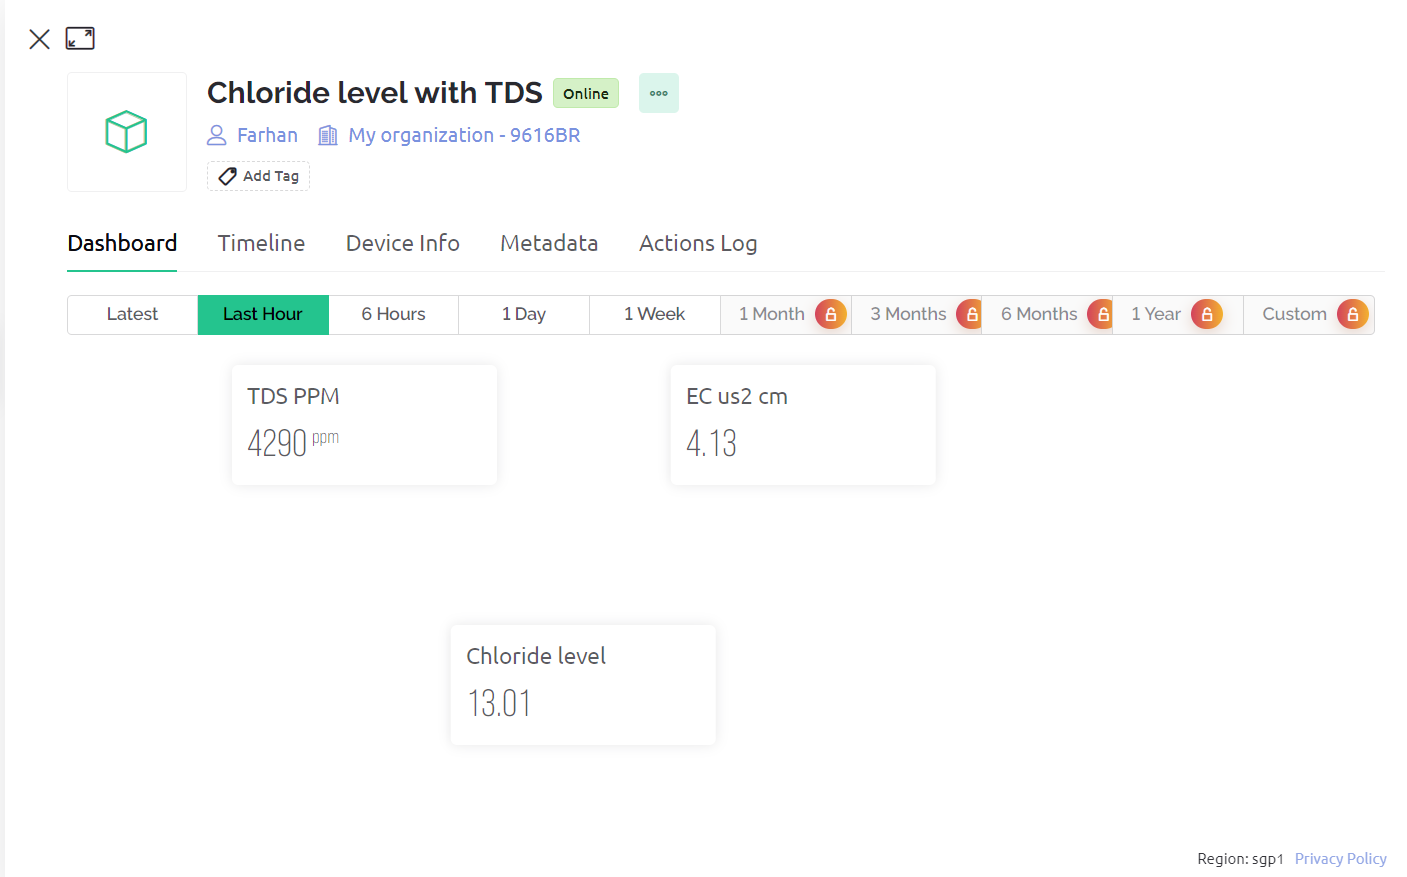 Chloride level with TDS Online
Farhan My organization - 9616BR
Add Tag
Dashboard Timeline Device Info Metadata Actions Log
Latest Last Hour 6 Hours 1 Day 1 Week 1 Month 3 Months 6 Months 1 Year Custom
TDS PPM EC us2 cm
4290 ppm 4.13
Chloride level
13.01
Region: sgp1 Privacy Policy